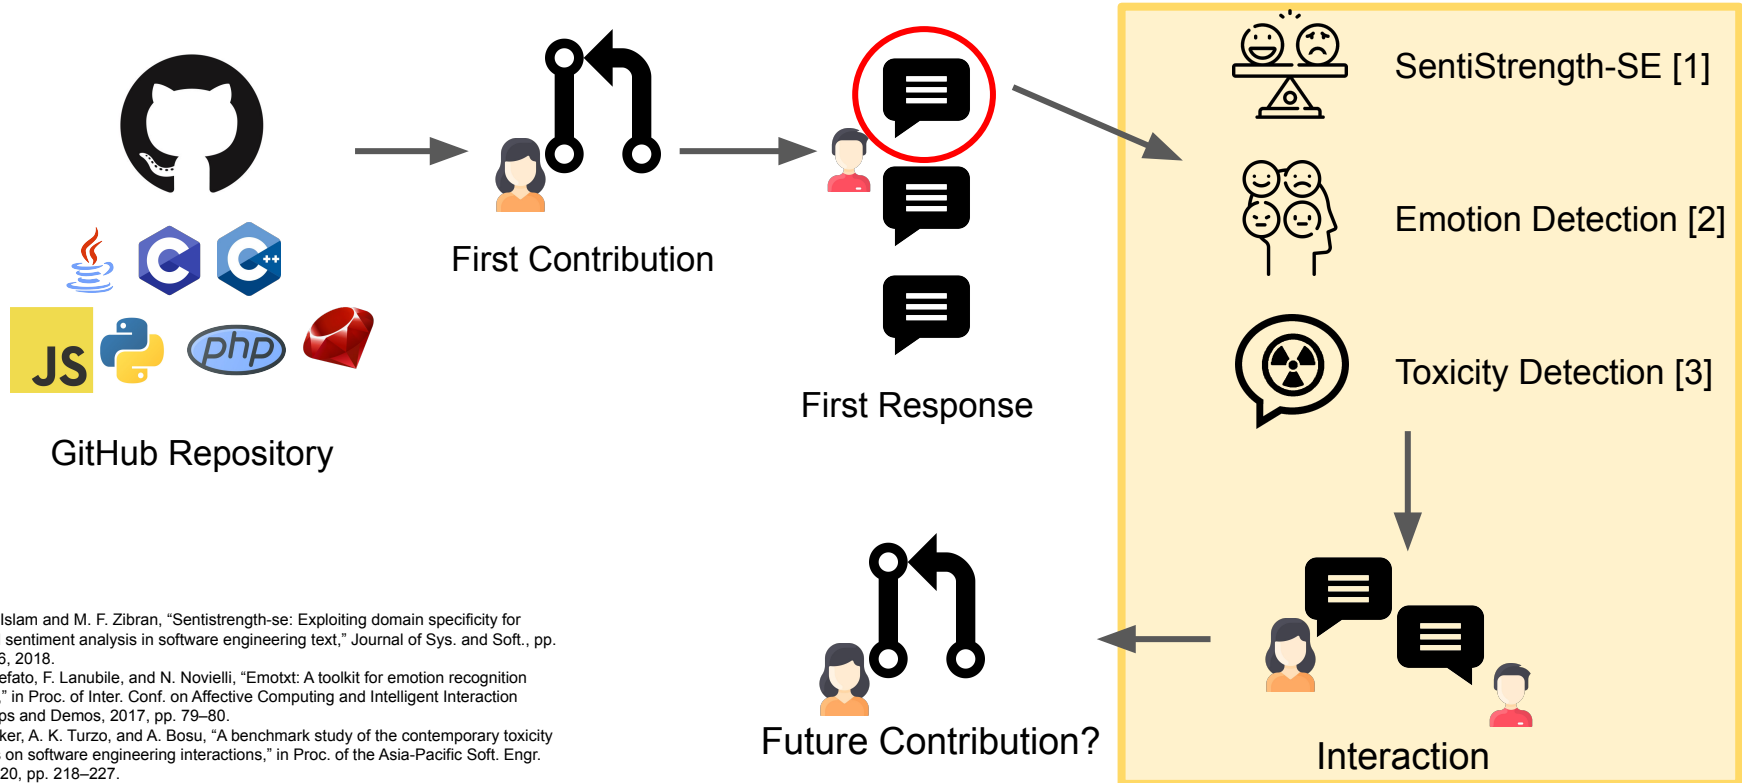 SentiStrength-SE [1]
Emotion Detection [2]
Toxicity Detection [3]
First Contribution
First Response
C
C++
JS
php
GitHub Repository
Islam and M. F. Zibran, “Sentistrength-se: Exploiting domain specificity for
sentiment analysis in software engineering text,” Journal of Sys. and Soft., pp.
6, 2018.
efato, F. Lanubile, and N. Novielli, “Emotxt: A toolkit for emotion recognition
,” in Proc. of Inter. Conf. on Affective Computing and Intelligent Interaction
ps and Demos, 2017, pp. 79–80.
ker, A. K. Turzo, and A. Bosu, “A benchmark study of the contemporary toxicity
s on software engineering interactions,” in Proc. of the Asia-Pacific Soft. Engr.
20, pp. 218–227.
Future Contribution?
Interaction